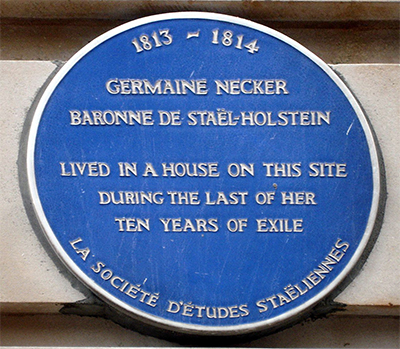 1813 - 1814
GERMAINE NECKER
BARONNE DE STAËL-HOLSTEIN
LIVED IN A HOUSE ON THIS SITE
DURING THE LAST OF HER
TEN YEARS OF EXILE
LA SOCIÉTÉ D'ÉTUDES STAËLIENNES